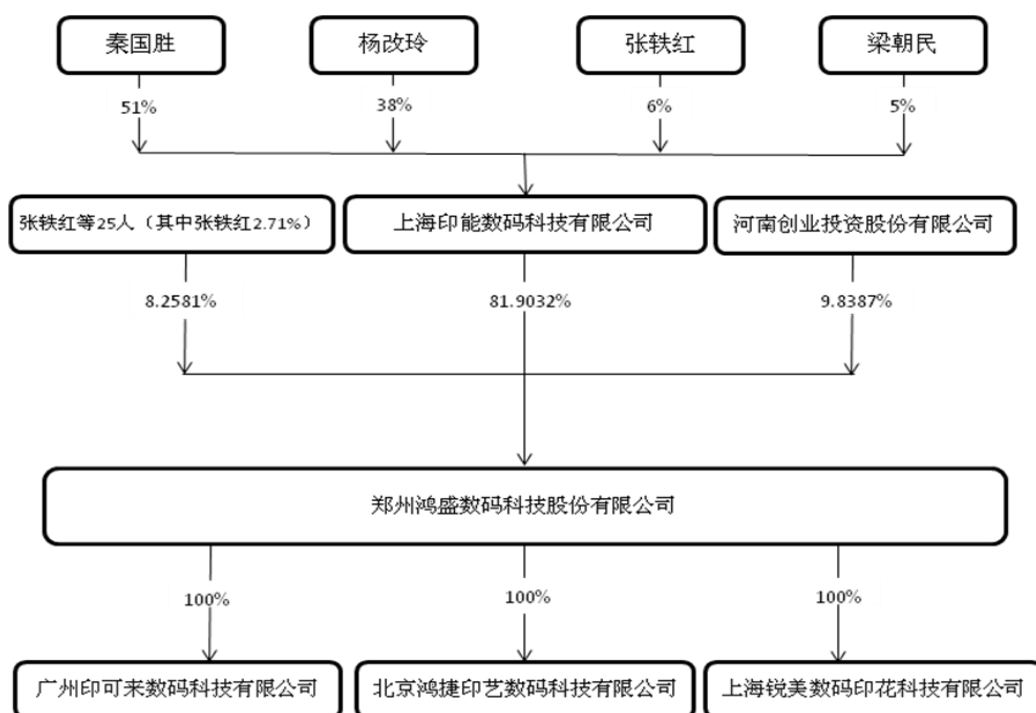 秦国胜
杨改玲
张轶红
梁朝民
51%
38%
6%
5%
张轶红等25人（其中张轶红2.71%）
上海印能数码科技有限公司
河南创业投资股份有限公司
8.2581%
81.9032%
9.8387%
郑州鸿盛数码科技股份有限公司
100%
100%
100%
广州印可来数码科技有限公司
北京鸿捷印艺数码科技有限公司
上海锐美数码印花科技有限公司